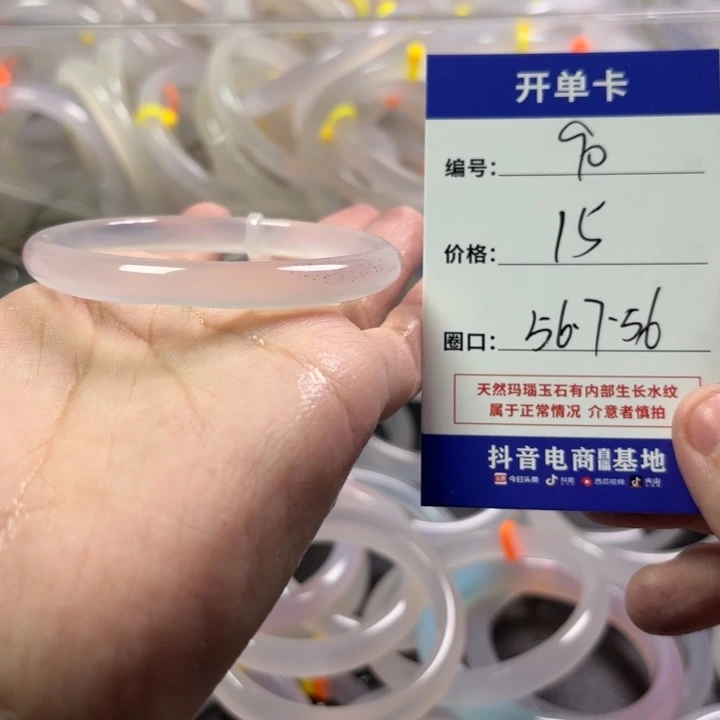 开单卡
编号: 90
价格: 15
圈口: 56.7-56
天然玛瑙玉石有内部生长水纹
属于正常情况 介意者慎拍
抖音电商直播基地
今日头条 抖音 西瓜视频 火山